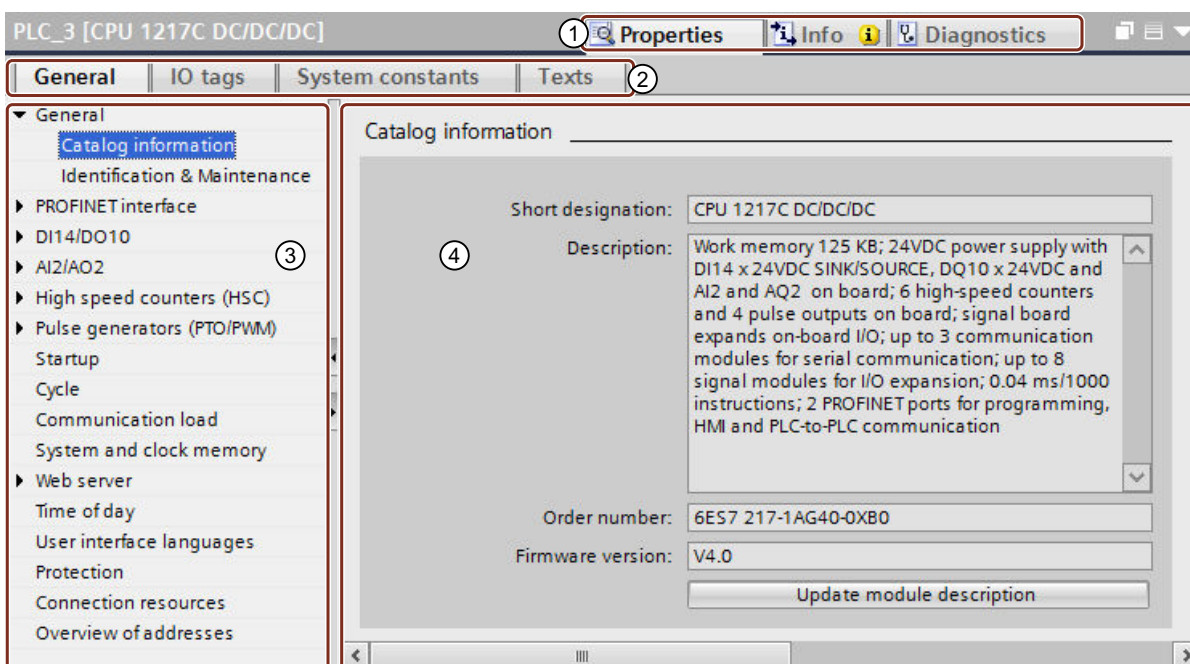 PLC_3 [CPU 1217C DC/DC/DC]
1 Properties Info Diagnostics
General IO tags System constants Texts 2
General
Catalog information
Identification & Maintenance
PROFINET interface
DI14/DO10
AI2/AO2
High speed counters (HSC)
Pulse generators (PTO/PWM)
Startup
Cycle
Communication load
System and clock memory
Web server
Time of day
User interface languages
Protection
Connection resources
Overview of addresses
3
Catalog information
4
Short designation: CPU 1217C DC/DC/DC
Description: Work memory 125 KB; 24VDC power supply with
DI14 x 24VDC SINK/SOURCE, DQ10 x 24VDC and
AI2 and AQ2 on board; 6 high-speed counters
and 4 pulse outputs on board; signal board
expands on-board I/O; up to 3 communication
modules for serial communication; up to 8
signal modules for I/O expansion; 0.04 ms/1000
instructions; 2 PROFINET ports for programming,
HMI and PLC-to-PLC communication
Order number: 6ES7 217-1AG40-0XB0
Firmware version: V4.0
Update module description